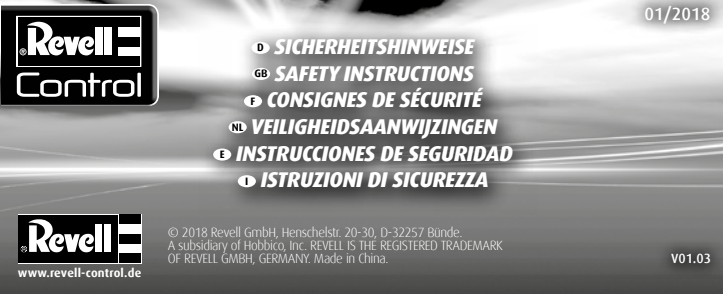 ® Revell
Control
01/2018
D SICHERHEITSHINWEISE
GB SAFETY INSTRUCTIONS
F CONSIGNES DE SÉCURITÉ
NL VEILIGHEIDSAANWIJZINGEN
E INSTRUCCIONES DE SEGURIDAD
I ISTRUZIONI DI SICUREZZA
® Revell
www.revell-control.de
© 2018 Revell GmbH, Henschelstr. 20-30, D-32257 Bünde.
A subsidiary of Hobbico, Inc. REVELL IS THE REGISTERED TRADEMARK
OF REVELL GMBH, GERMANY. Made in China.
V01.03